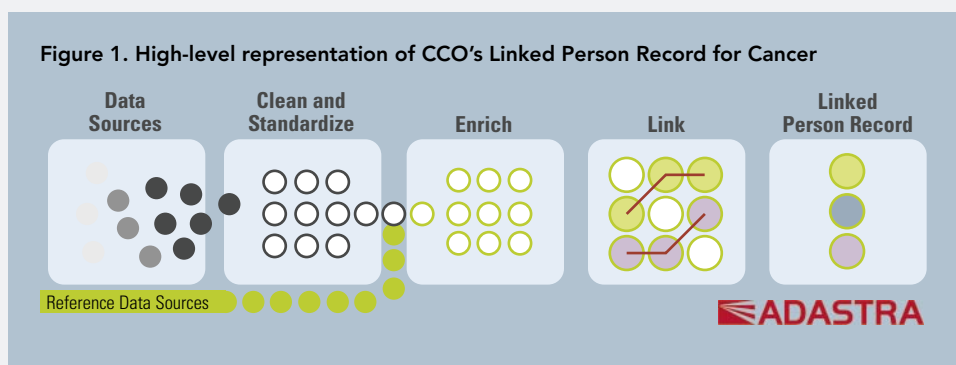 Figure 1. High-level representation of CCO's Linked Person Record for Cancer
Data
Sources
Clean and
Standardize
Enrich
Link
Linked
Person Record
Reference Data Sources
ADASTRA